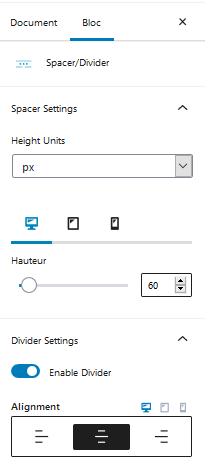 Document Bloc
Spacer/Divider
Spacer Settings
Height Units
px
Hauteur
60
Divider Settings
Enable Divider
Alignment